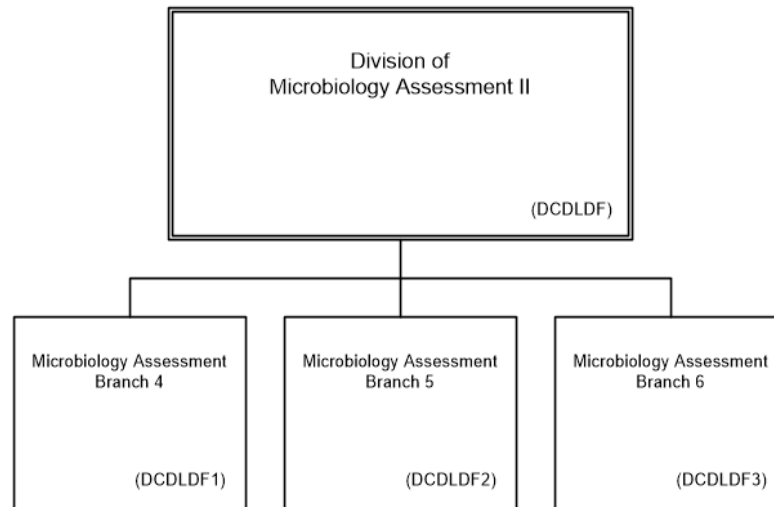 Division of
Microbiology Assessment II
(DCDLDF)
Microbiology Assessment
Branch 4
(DCDLDF1)
Microbiology Assessment
Branch 5
(DCDLDF2)
Microbiology Assessment
Branch 6
(DCDLDF3)